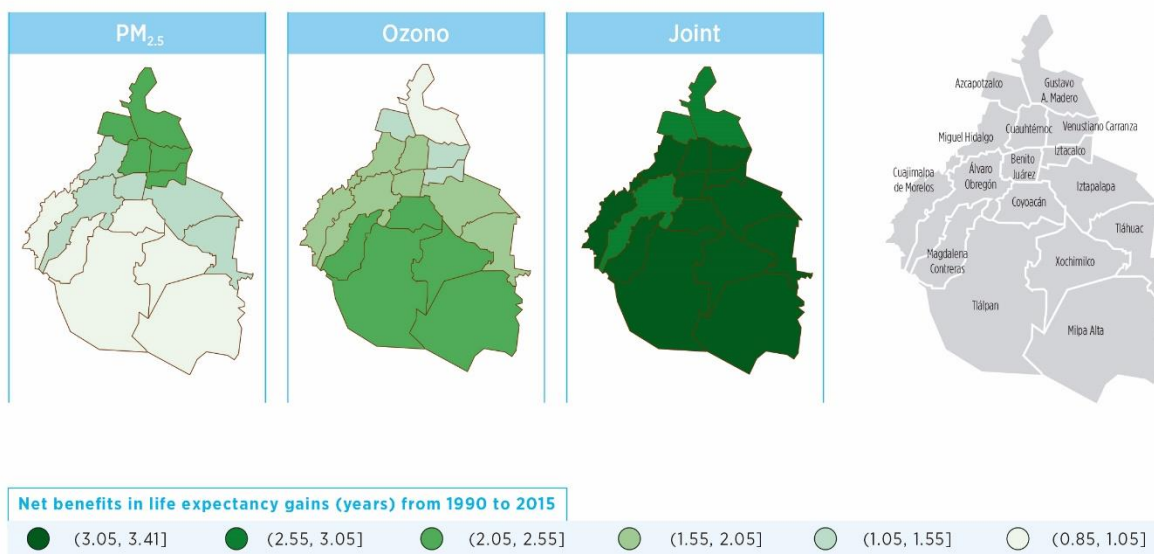 PM2.5
Ozono
Joint
Azcapotzalco
Gustavo
A. Madero
Miguel Hidalgo
Cuauhtémoc
Venustiano Carranza
Iztacalco
Cuajimalpa
de Morelos
Álvaro
Obregón
Benito
Juárez
Iztapalapa
Coyoacán
Tláhuac
Magdalena
Contreras
Xochimilco
Tlálpan
Milpa Alta
Net benefits in life expectancy gains (years) from 1990 to 2015
(3.05, 3.41]
(2.55, 3.05]
(2.05, 2.55]
(1.55, 2.05]
(1.05, 1.55]
(0.85, 1.05]